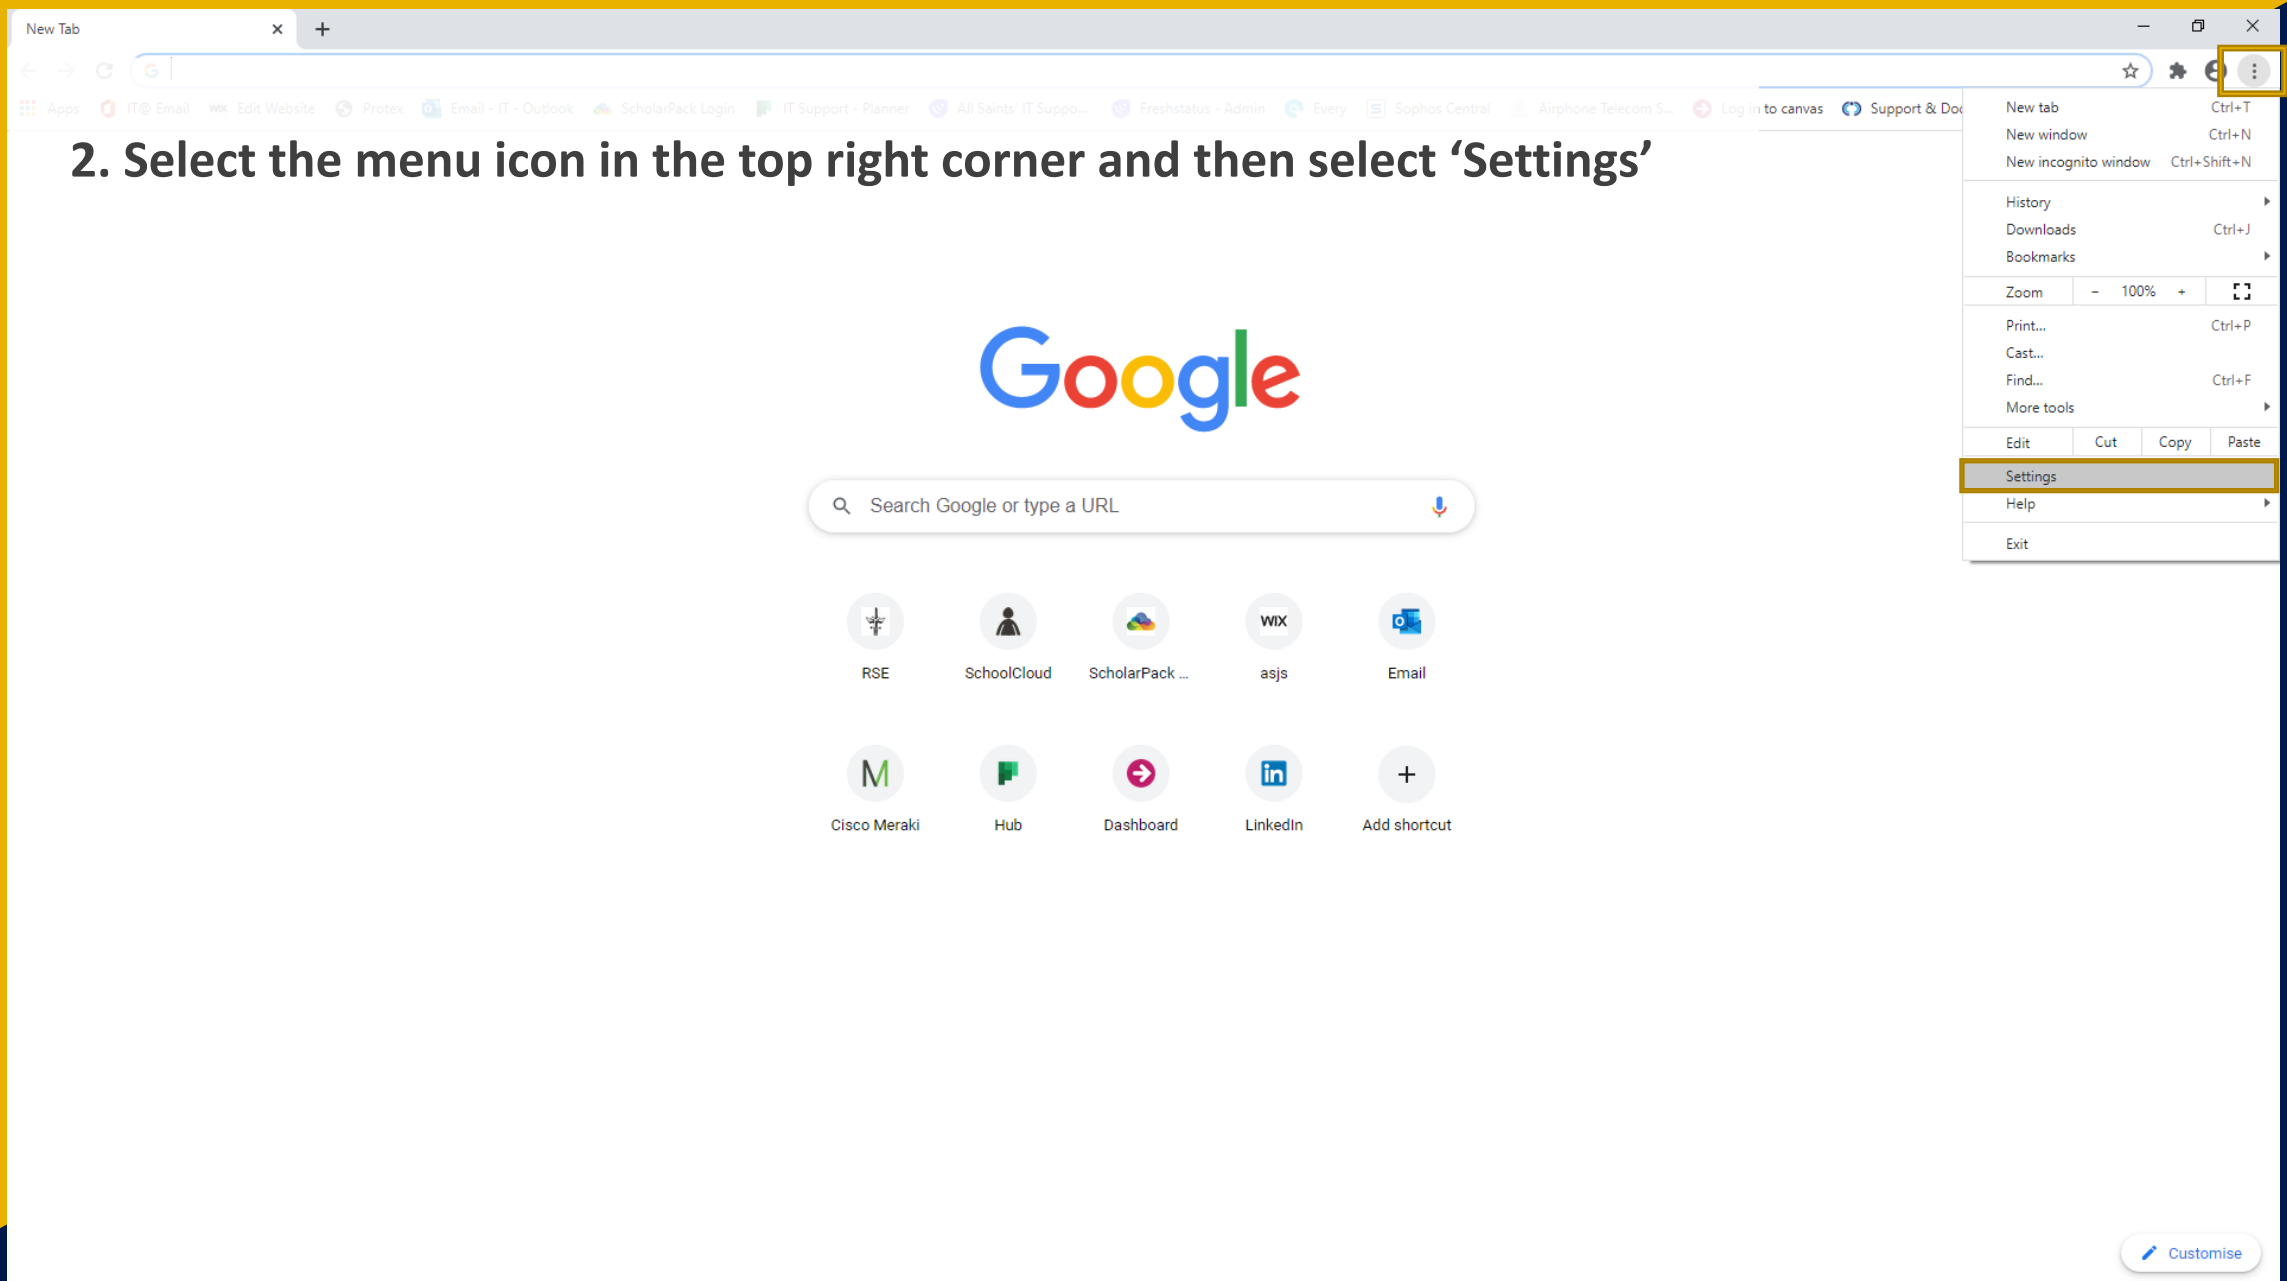 New Tab
Apps IT@ Email WIX Edit Website Protex Email - IT - Outlook ScholarPack Login IT Support - Planner All Saints' IT Suppo... Freshstatus - Admin Every S Sophos Central Airphone Telecom S... Log in to canvas Support & Doc
2. Select the menu icon in the top right corner and then select ‘Settings’
New tab Ctrl+T
New window Ctrl+N
New incognito window Ctrl+Shift+N
History
Downloads Ctrl+J
Bookmarks
Zoom - 100% +
Print... Ctrl+P
Cast...
Find... Ctrl+F
More tools
Edit Cut Copy Paste
Settings
Help
Exit
Google
Search Google or type a URL
WIX
RSE SchoolCloud ScholarPack ... asjs Email
M in
Cisco Meraki Hub Dashboard LinkedIn Add shortcut
Customise